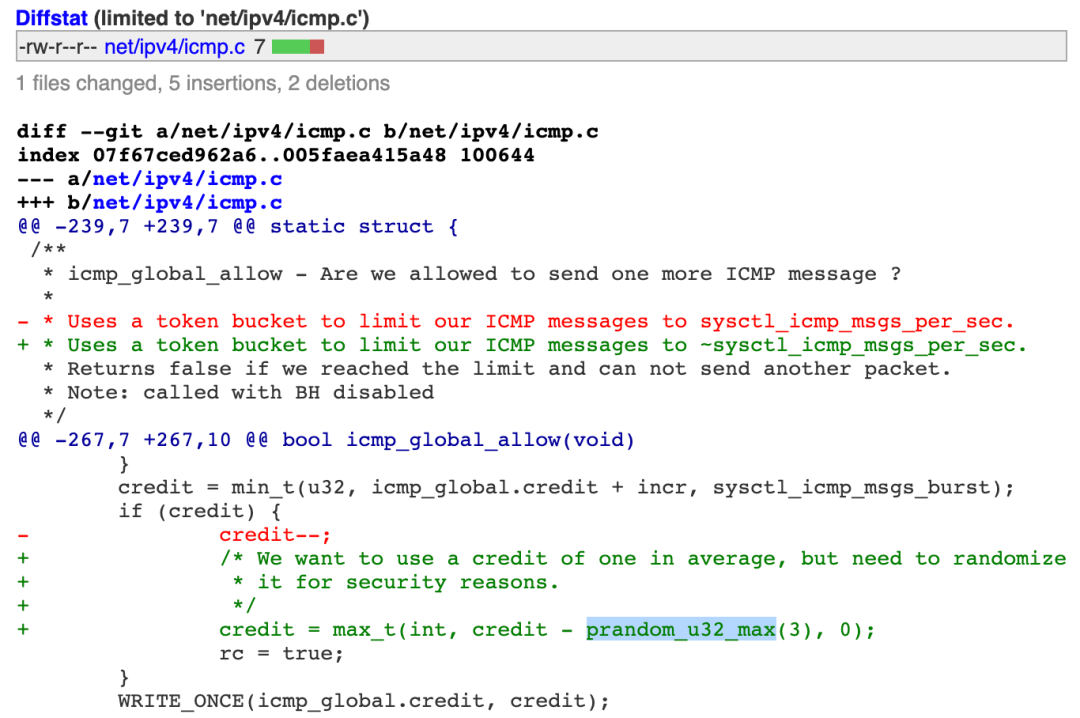 Diffstat (limited to 'net/ipv4/icmp.c')
-rw-r--r-- net/ipv4/icmp.c 7
1 files changed, 5 insertions, 2 deletions
diff --git a/net/ipv4/icmp.c b/net/ipv4/icmp.c
index 07f67ced962a6..005faea415a48 100644
--- a/net/ipv4/icmp.c
+++ b/net/ipv4/icmp.c
@@ -239,7 +239,7 @@ static struct {
 /**
  * icmp_global_allow - Are we allowed to send one more ICMP message ?
  *
- * Uses a token bucket to limit our ICMP messages to sysctl_icmp_msgs_per_sec.
+ * Uses a token bucket to limit our ICMP messages to ~sysctl_icmp_msgs_per_sec.
  * Returns false if we reached the limit and can not send another packet.
  * Note: called with BH disabled
  */
@@ -267,7 +267,10 @@ bool icmp_global_allow(void)
        }
        credit = min_t(u32, icmp_global.credit + incr, sysctl_icmp_msgs_burst);
        if (credit) {
-               credit--;
+               /* We want to use a credit of one in average, but need to randomize
+                * it for security reasons.
+                */
+               credit = max_t(int, credit - prandom_u32_max(3), 0);
                rc = true;
        }
        WRITE_ONCE(icmp_global.credit, credit);